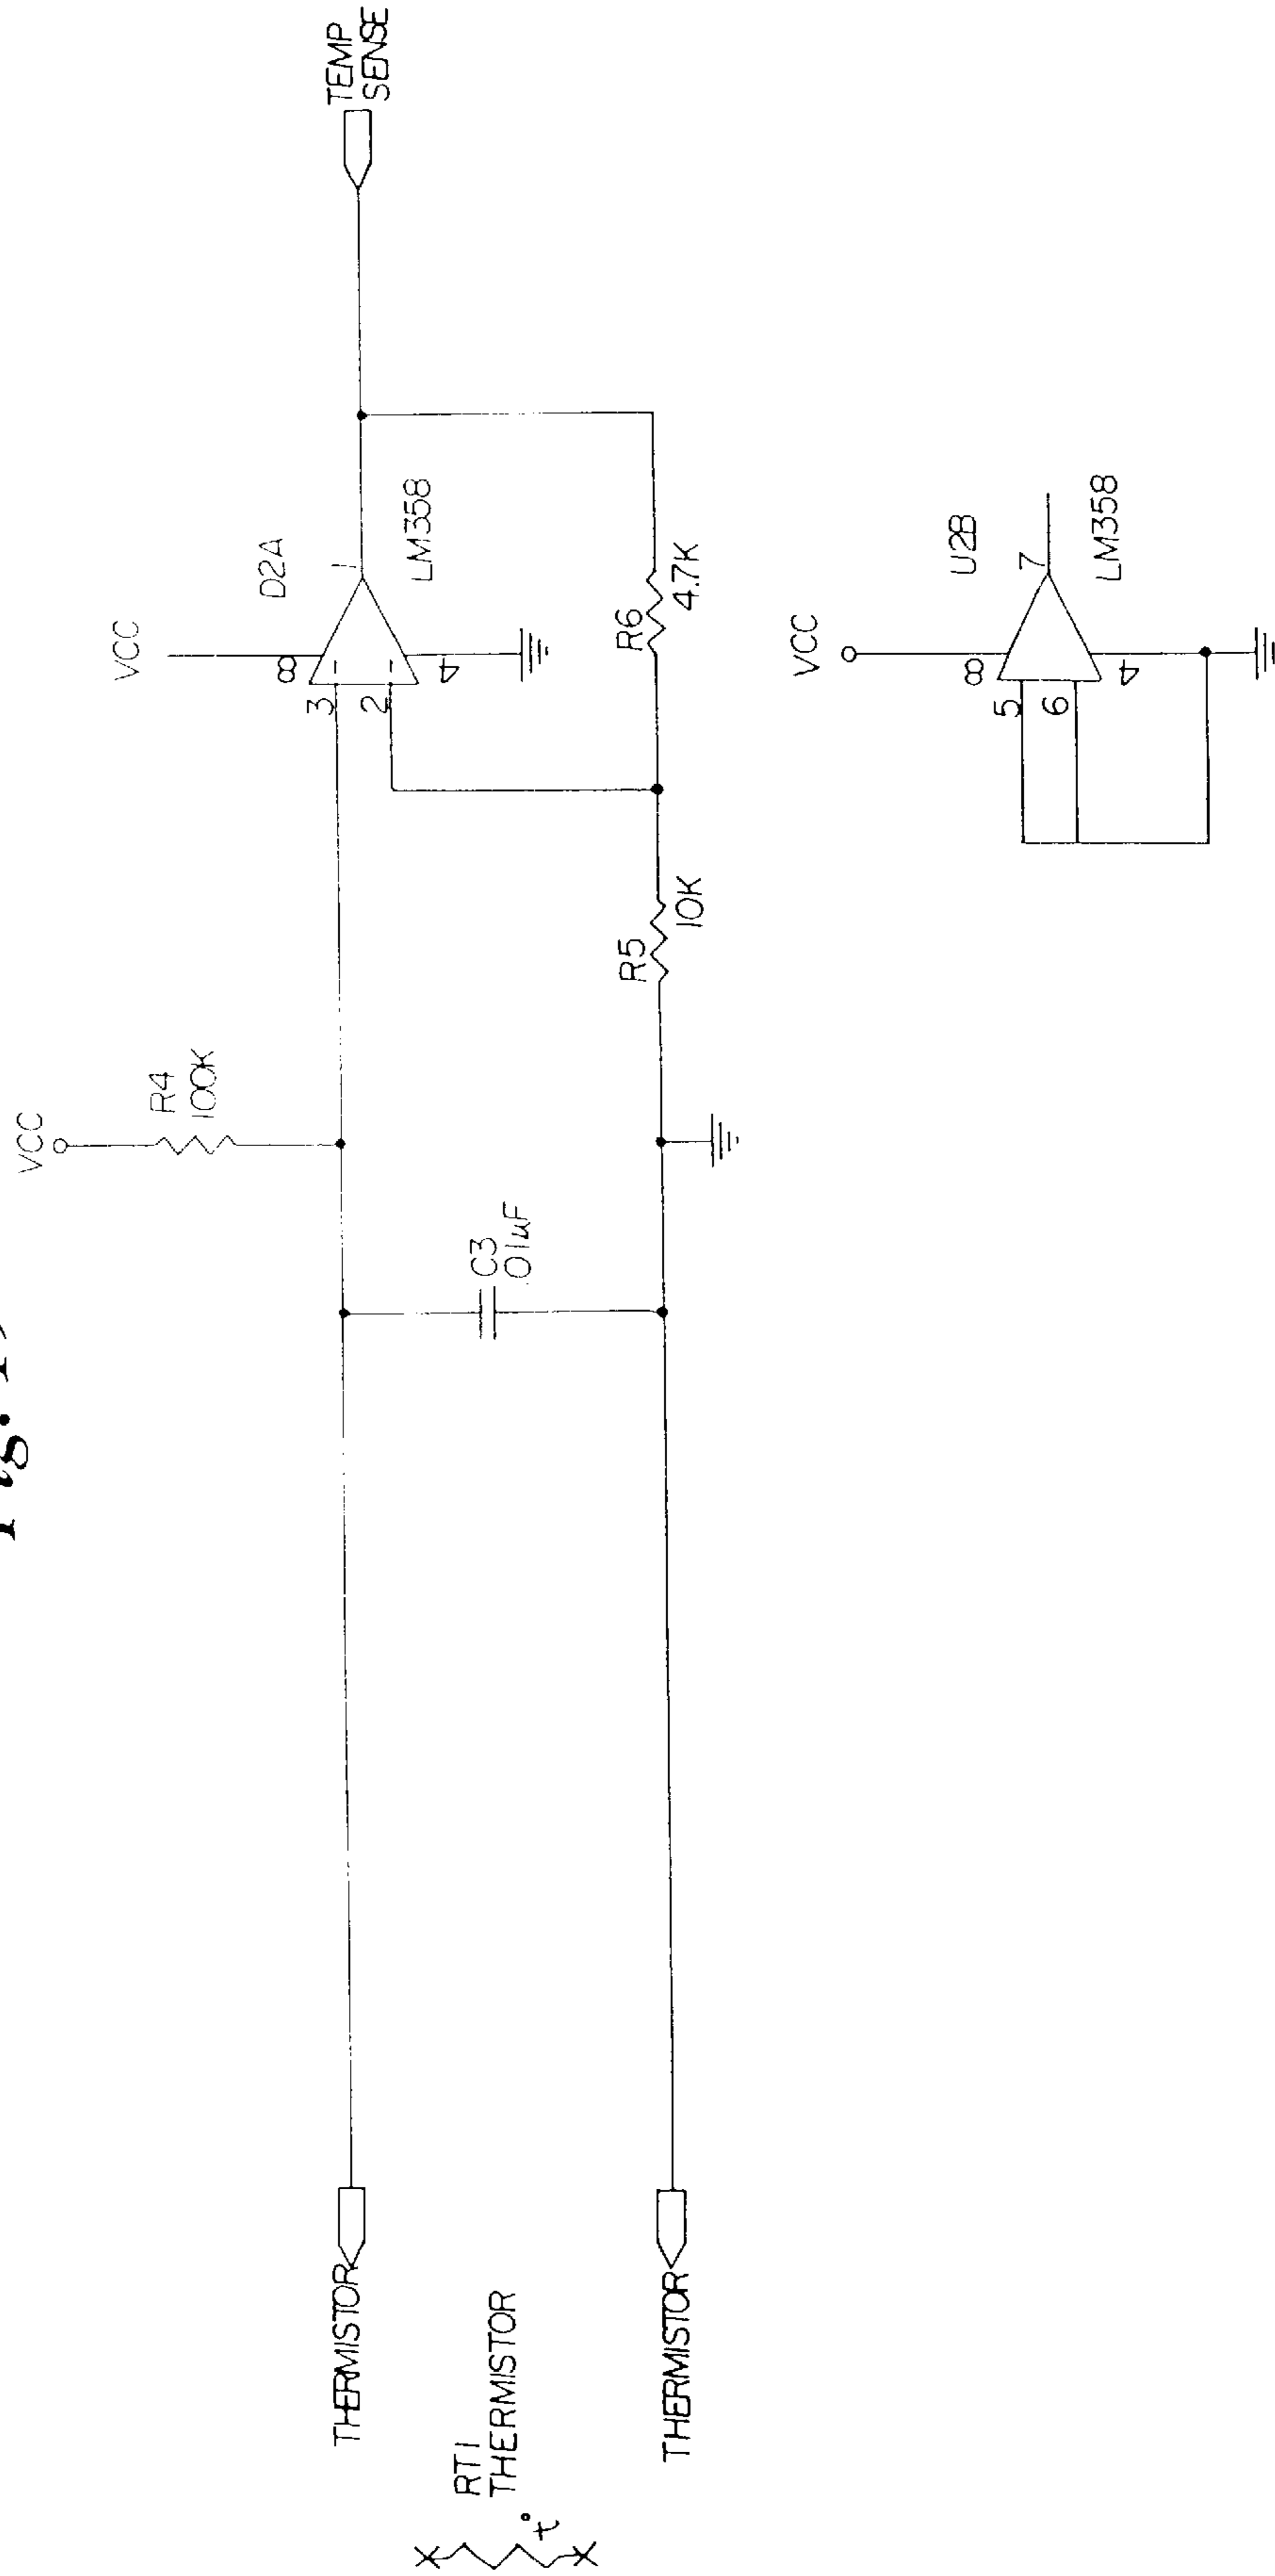 VCC
R4
100K
VCC
8
D2A
3
2
1
4
LM358
TEMP
SENSE
THERMISTOR
C3
.01uF
R5
10K
R6
4.7K
RT1
THERMISTOR
t°
THERMISTOR
VCC
8
U2B
5
6
7
4
LM358